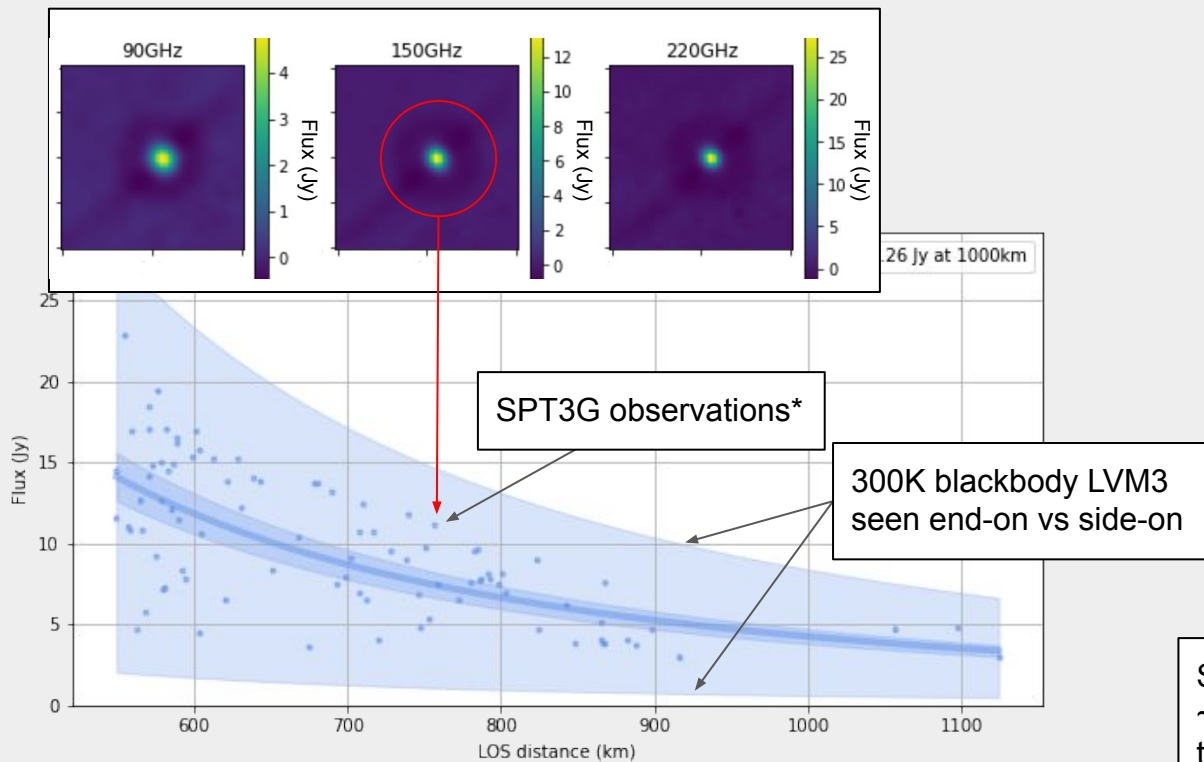 90GHz
4
3
2
1
0
Flux (Jy)
150GHz
12
10
8
6
4
2
0
Flux (Jy)
220GHz
25
20
15
10
5
0
Flux (Jy)
.26 Jy at 1000km
25
20
15
10
5
0
Flux (Jy)
SPT3G observations*
300K blackbody LVM3
seen end-on vs side-on
600
700
800
900
1000
1100
LOS distance (km)
S
~
t